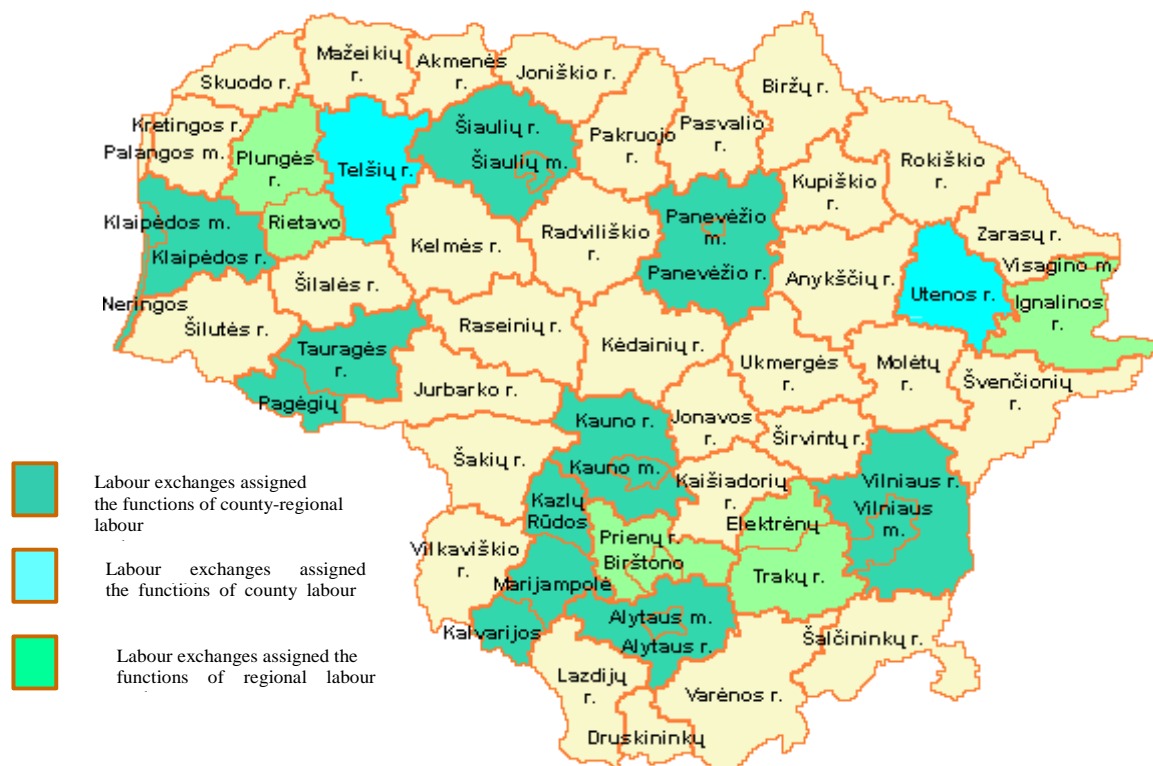 Mažeikių
r.
Akmenės
r.
Skuodo r.
Joniškio r.
Biržų r.
Kretingos r.
Palangos m.
Plungės
r.
Telšių r.
Šiaulių r.
Šiaulių m.
Pakruojo
r.
Pasvalio
r.
Rokiškio
r.
Kupiškio
r.
Klaipėdos m.
Klaipėdos r.
Rietavo
Kelmės r.
Radviliškio
r.
Panevėžio
m.
Panevėžio r.
Anykščių
r.
Utenos r.
Zarasų r.
Visagino m.
Ignalinos
r.
Neringos
Šilutės r.
Šilalės
r.
Tauragės
r.
Raseinių r.
Kėdainių r.
Ukmergės
r.
Molėtų
r.
Švenčionių
r.
Pagėgių
Jurbarko r.
Kauno r.
Kauno m.
Jonavos
r.
Širvintų r.
Šakių r.
Kazlų
Rūdos
Kaišiadorių
r.
Vilniaus r.
Vilniaus
m.
Elektrėnų
Prienų r.
Birštono
Trakų r.
Vilkaviškio
r.
Marijampolė
Kalvarijos
Alytaus m.
Alytaus r.
Šalčininkų r.
Lazdijų
r.
Varėnos r.
Druskininkų
Labour exchanges assigned
the functions of county-regional
labour
Labour exchanges assigned
the functions of county labour
Labour exchanges assigned the
functions of regional labour